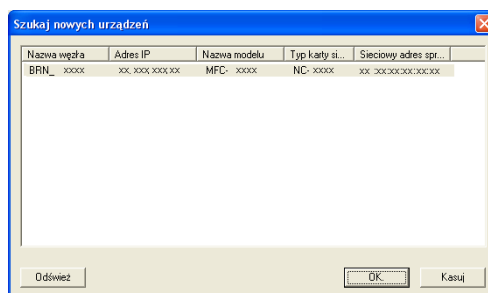 Szukaj nowych urządzeń
Nazwa węzła Adres IP Nazwa modelu Typ karty si... Sieciowy adres spr...
BRN_ xxxx xx, xxx, xxx, xx MFC- xxxx NC- xxxx xx :xx:xx:xx:xx:xx
Odśwież OK. Kasuj